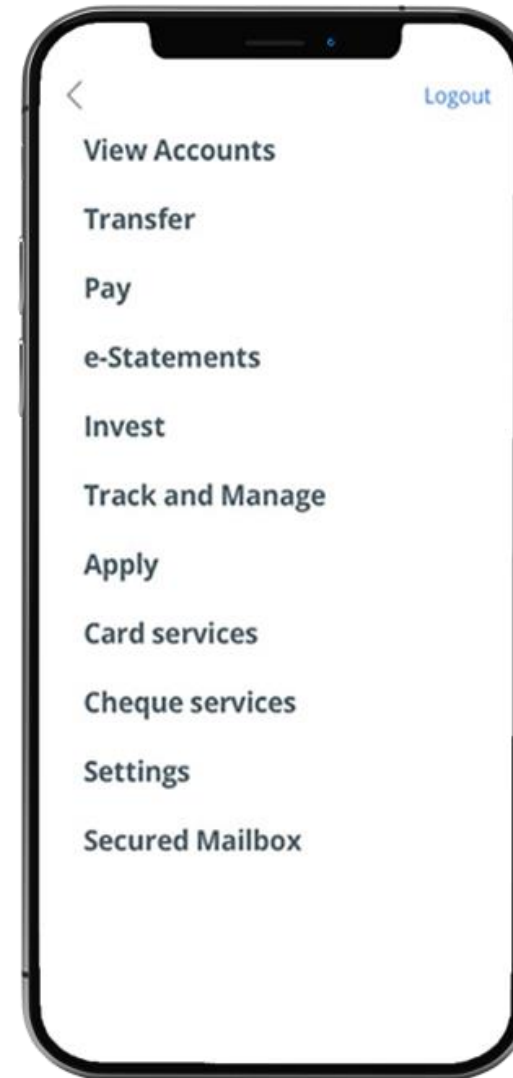 Logout
View Accounts
Transfer
Pay
e-Statements
Invest
Track and Manage
Apply
Card services
Cheque services
Settings
Secured Mailbox